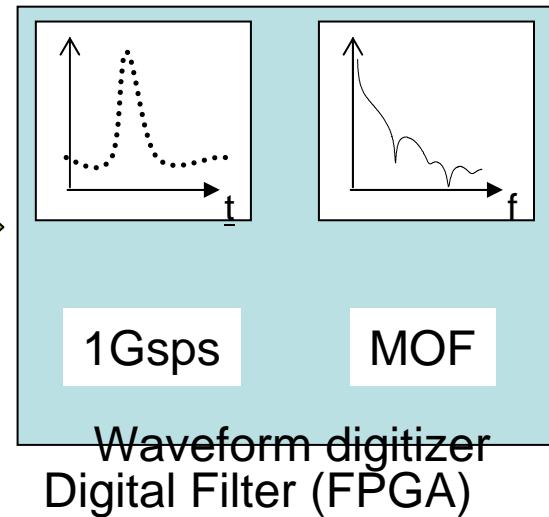 t
f
1Gsps
MOF
Waveform digitizer
Digital Filter (FPGA)